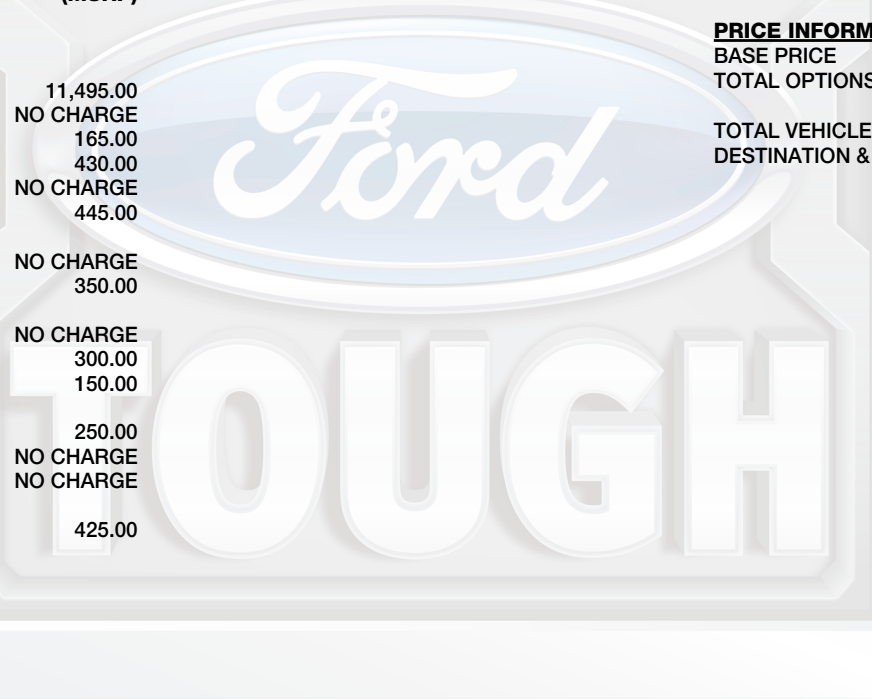 11,495.00
NO CHARGE
165.00
430.00
NO CHARGE
445.00
NO CHARGE
350.00
NO CHARGE
300.00
150.00
250.00
NO CHARGE
NO CHARGE
425.00
PRICE
BASE PRICE
TOTAL OPTIONS
TOTAL VEHICLE
DESTINATION &
Ford
TOUGH